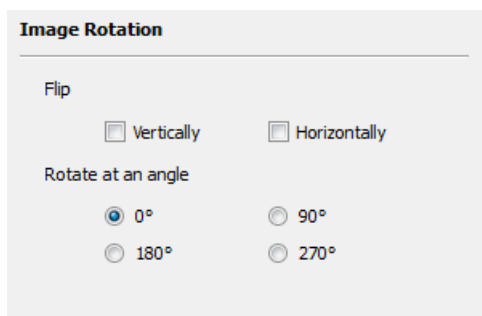 Image Rotation
Flip
Vertically Horizontally
Rotate at an angle
0° 90°
180° 270°